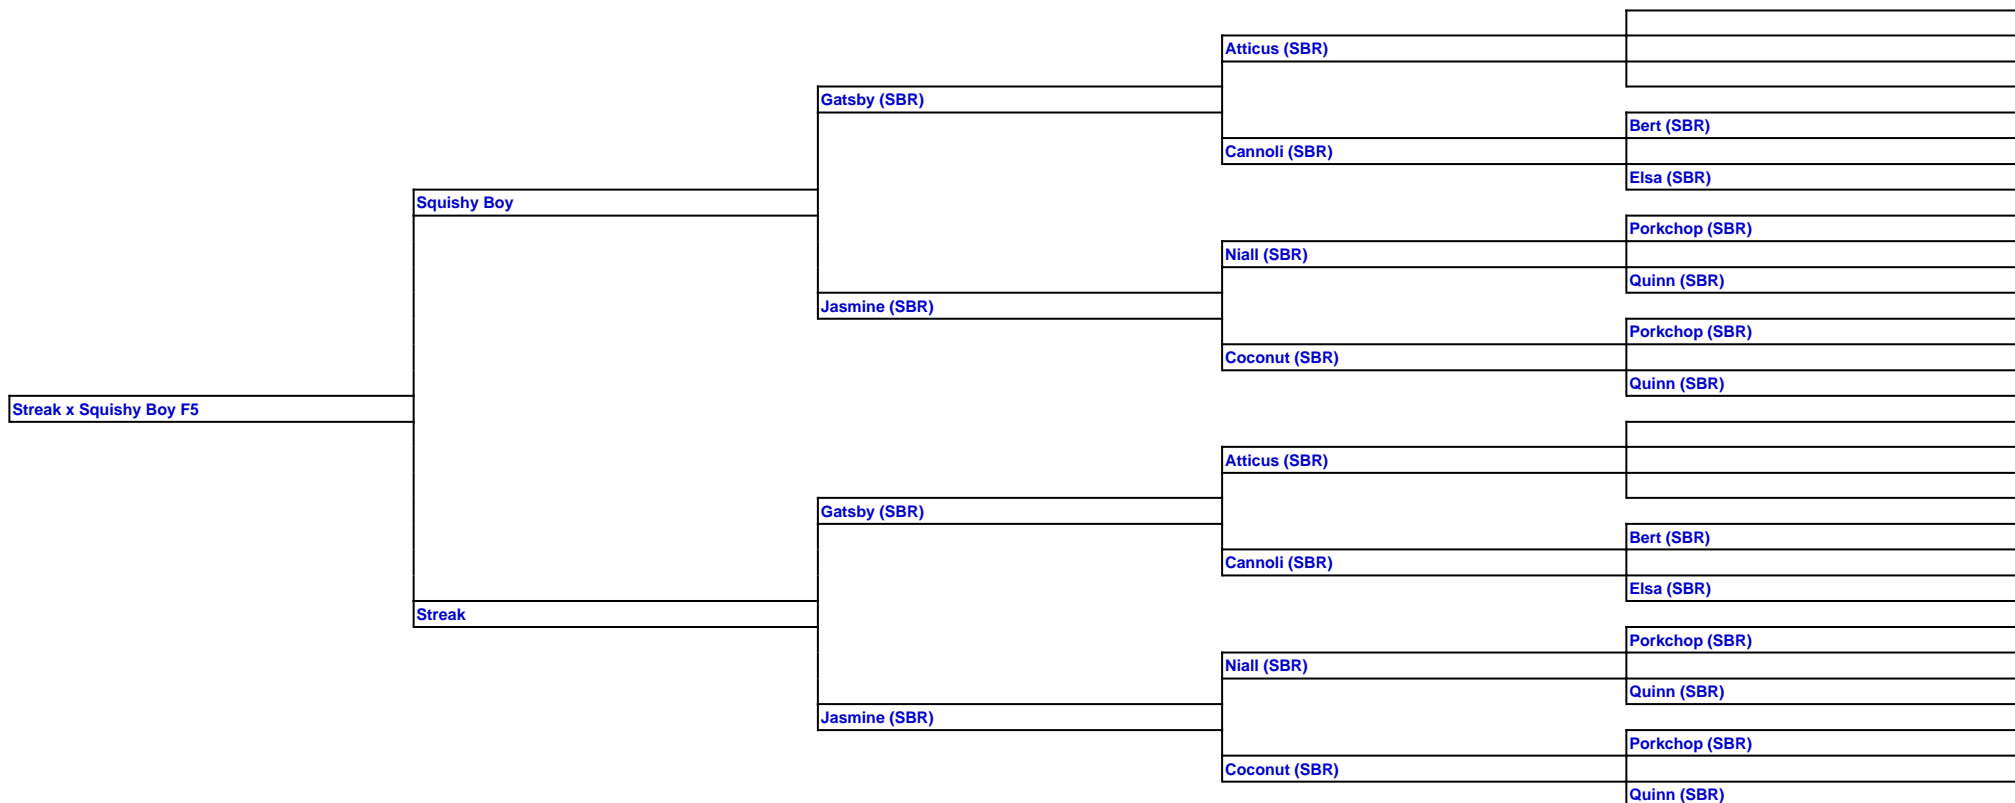 Atticus (SBR)
Gatsby (SBR)
Bert (SBR)
Cannoli (SBR)
Elsa (SBR)
Squishy Boy
Porkchop (SBR)
Niall (SBR)
Quinn (SBR)
Jasmine (SBR)
Porkchop (SBR)
Coconut (SBR)
Quinn (SBR)
Streak x Squishy Boy F5
Atticus (SBR)
Gatsby (SBR)
Bert (SBR)
Cannoli (SBR)
Elsa (SBR)
Streak
Porkchop (SBR)
Niall (SBR)
Quinn (SBR)
Jasmine (SBR)
Porkchop (SBR)
Coconut (SBR)
Quinn (SBR)